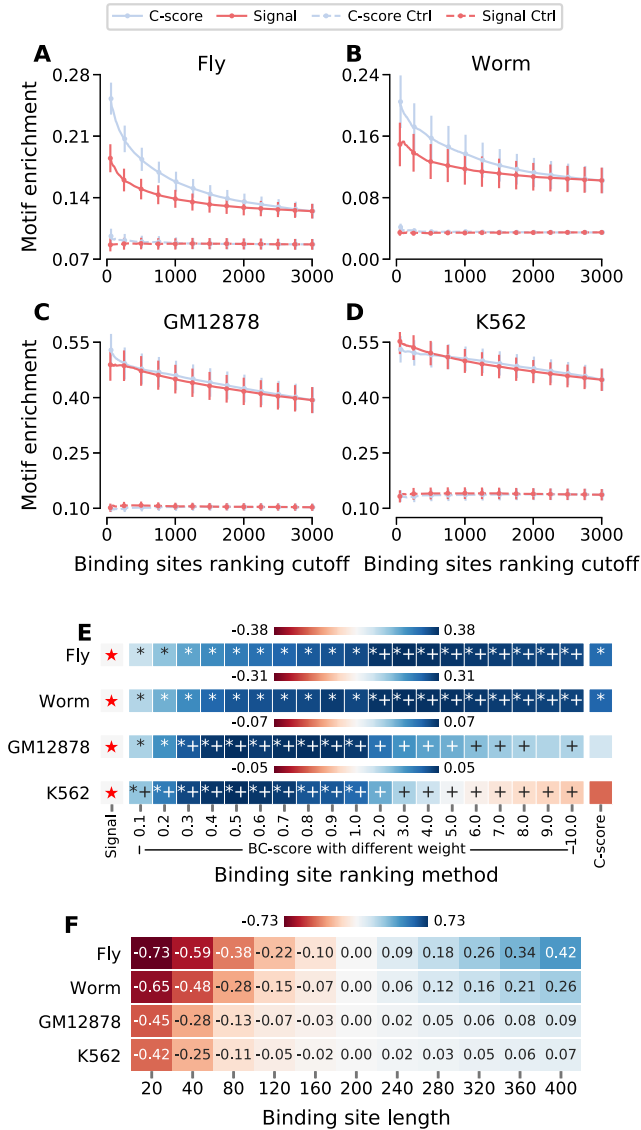 C-score Signal C-score Ctrl Signal Ctrl
A Fly B Worm
Motif enrichment
0.28 0.24
0.21 0.16
0.14 0.08
0.07 0.00
0 1000 2000 3000 0 1000 2000 3000
C GM12878 D K562
Motif enrichment
0.55 0.55
0.40 0.40
0.25 0.25
0.10 0.10
0 1000 2000 3000 0 1000 2000 3000
Binding sites ranking cutoff Binding sites ranking cutoff
E -0.38 0.38
Fly ★ * * * * * * * * * * *+ *+ *+ *+ *+ *+ *+ *+ *+ *
-0.31 0.31
Worm ★ * * * * * * * * * * *+ *+ *+ *+ *+ *+ *+ *+ *+ *
-0.07 0.07
GM12878 ★ * * *+ *+ *+ *+ *+ *+ *+ *+ *+ + + + + + + +
-0.05 0.05
K562 ★ *+ *+ *+ *+ *+ *+ *+ *+ *+ *+ *+ + + + + + + + +
Signal 0.1 0.2 0.3 0.4 0.5 0.6 0.7 0.8 0.9 1.0 2.0 3.0 4.0 5.0 6.0 7.0 8.0 9.0 10.0 C-score
BC-score with different weight
Binding site ranking method
F -0.73 0.73
Fly -0.73 -0.59 -0.38 -0.22 -0.10 0.00 0.09 0.18 0.26 0.34 0.42
Worm -0.65 -0.48 -0.28 -0.15 -0.07 0.00 0.06 0.12 0.16 0.21 0.26
GM12878 -0.45 -0.28 -0.13 -0.07 -0.03 0.00 0.02 0.05 0.06 0.08 0.09
K562 -0.42 -0.25 -0.11 -0.05 -0.02 0.00 0.02 0.03 0.05 0.06 0.07
20 40 80 120 160 200 240 280 320 360 400
Binding site length